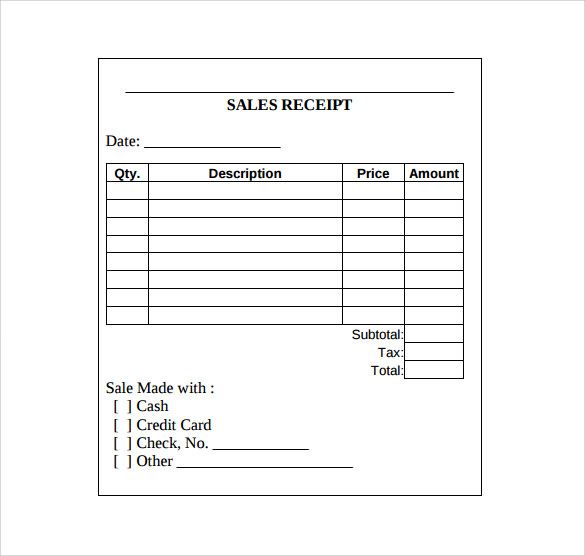 SALES RECEIPT
Date: _________________
Qty. Description Price Amount
Subtotal:
Tax:
Total:
Sale Made with :
[ ] Cash
[ ] Credit Card
[ ] Check, No. ____________
[ ] Other ______________________